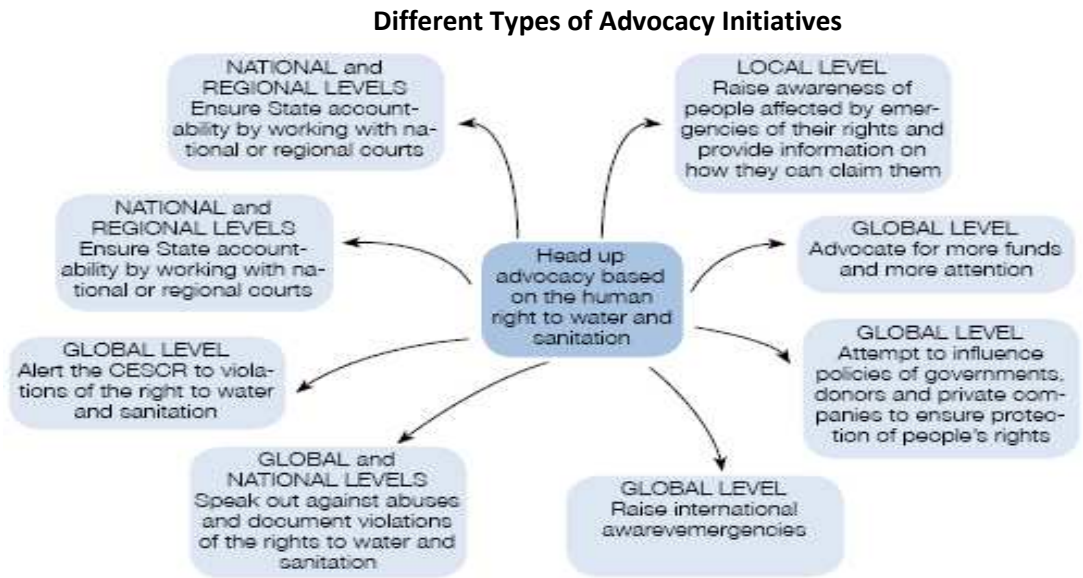 Different Types of Advocacy Initiatives
NATIONAL and
REGIONAL LEVELS
Ensure State account-
ability by working with na-
tional or regional courts
LOCAL LEVEL
Raise awareness of
people affected by emer-
gencies of their rights and
provide information on
how they can claim them
NATIONAL and
REGIONAL LEVELS
Ensure State account-
ability by working with na-
tional or regional courts
Head up
advocacy based
on the human
right to water and
sanitation
GLOBAL LEVEL
Advocate for more funds
and more attention
GLOBAL LEVEL
Alert the CESCR to viola-
tions of the right to water
and sanitation
GLOBAL LEVEL
Attempt to influence
policies of governments,
donors and private com-
panies to ensure protec-
tion of people's rights
GLOBAL and
NATIONAL LEVELS
Speak out against abuses
and document violations
of the rights to water and
sanitation
GLOBAL LEVEL
Raise international
awarevemergencies